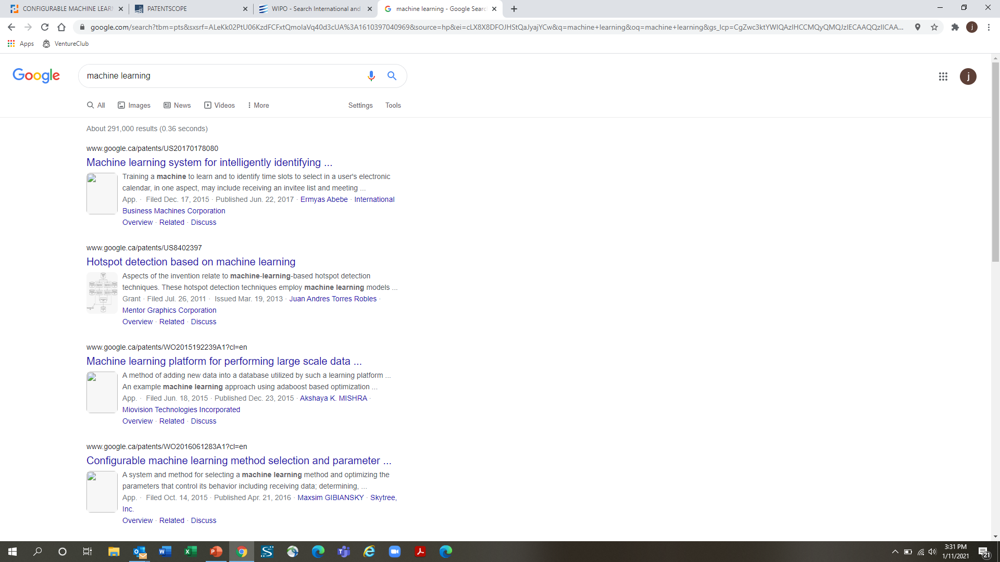 CONFIGURABLE MACHINE LEAR
PATENTSCOPE
WIPO - Search International and
machine learning - Google Searc
google.com/search?tbm=pts&sxsrf=ALeKk02PtU06KzdFCFxtQmolaVq40d3cUA%3A1610397040969&source=hp&ei=cLX8X8DFOJHStQaJyajYCw&q=machine+learning&oq=machine+learning&gs_lcp=CgZwc3ktYWIQAzIHCCMQyQMQJzIECAAQQzIICAA...
j
Apps
VentureClub
Google
machine learning
j
All
Images
News
Videos
More
Settings
Tools
About 291,000 results (0.36 seconds)
www.google.ca/patents/US20170178080
Machine learning system for intelligently identifying ...
Training a machine to learn and to identify time slots to select in a user's electronic
calendar, in one aspect, may include receiving an invitee list and meeting ...
App. · Filed Dec. 17, 2015 · Published Jun. 22, 2017 · Ermyas Abebe · International
Business Machines Corporation
Overview · Related · Discuss
www.google.ca/patents/US8402397
Hotspot detection based on machine learning
Aspects of the invention relate to machine-learning-based hotspot detection
techniques. These hotspot detection techniques employ machine learning models ...
Grant · Filed Jul. 26, 2011 · Issued Mar. 19, 2013 · Juan Andres Torres Robles ·
Mentor Graphics Corporation
Overview · Related · Discuss
www.google.ca/patents/WO2015192239A1?cl=en
Machine learning platform for performing large scale data ...
A method of adding new data into a database utilized by such a learning platform ...
An example machine learning approach using adaboost based optimization ...
App. · Filed Jun. 18, 2015 · Published Dec. 23, 2015 · Akshaya K. MISHRA ·
Miovision Technologies Incorporated
Overview · Related · Discuss
www.google.ca/patents/WO2016061283A1?cl=en
Configurable machine learning method selection and parameter ...
A system and method for selecting a machine learning method and optimizing the
parameters that control its behavior including receiving data; determining, ...
App. · Filed Oct. 14, 2015 · Published Apr. 21, 2016 · Maxsim GIBIANSKY · Skytree,
Inc.
Overview · Related · Discuss
3:31 PM
1/11/2021
21